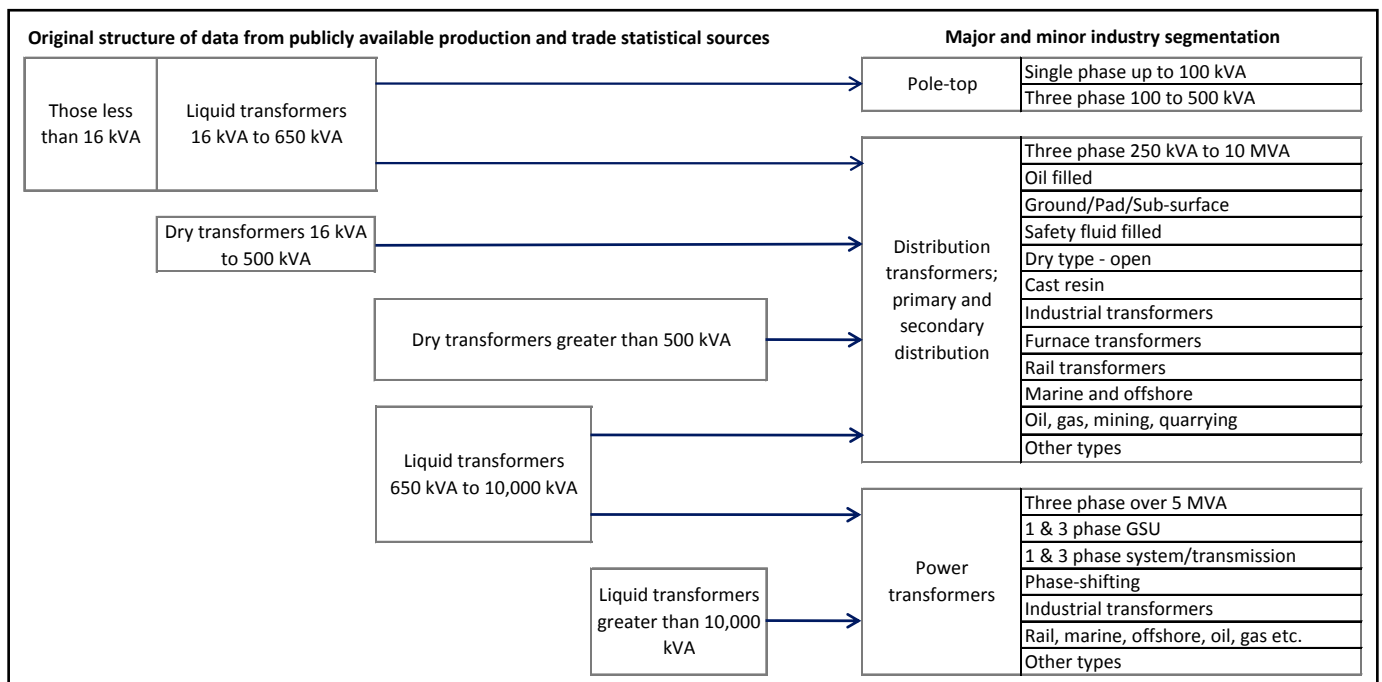 Original structure of data from publicly available production and trade statistical sources
Major and minor industry segmentation
Those less
than 16 kVA
Liquid transformers
16 kVA to 650 kVA
Pole-top
Single phase up to 100 kVA
Three phase 100 to 500 kVA
Dry transformers 16 kVA
to 500 kVA
Dry transformers greater than 500 kVA
Liquid transformers
650 kVA to 10,000 kVA
Distribution
transformers;
primary and
secondary
distribution
Three phase 250 kVA to 10 MVA
Oil filled
Ground/Pad/Sub-surface
Safety fluid filled
Dry type - open
Cast resin
Industrial transformers
Furnace transformers
Rail transformers
Marine and offshore
Oil, gas, mining, quarrying
Other types
Liquid transformers
greater than 10,000
kVA
Power
transformers
Three phase over 5 MVA
1 & 3 phase GSU
1 & 3 phase system/transmission
Phase-shifting
Industrial transformers
Rail, marine, offshore, oil, gas etc.
Other types